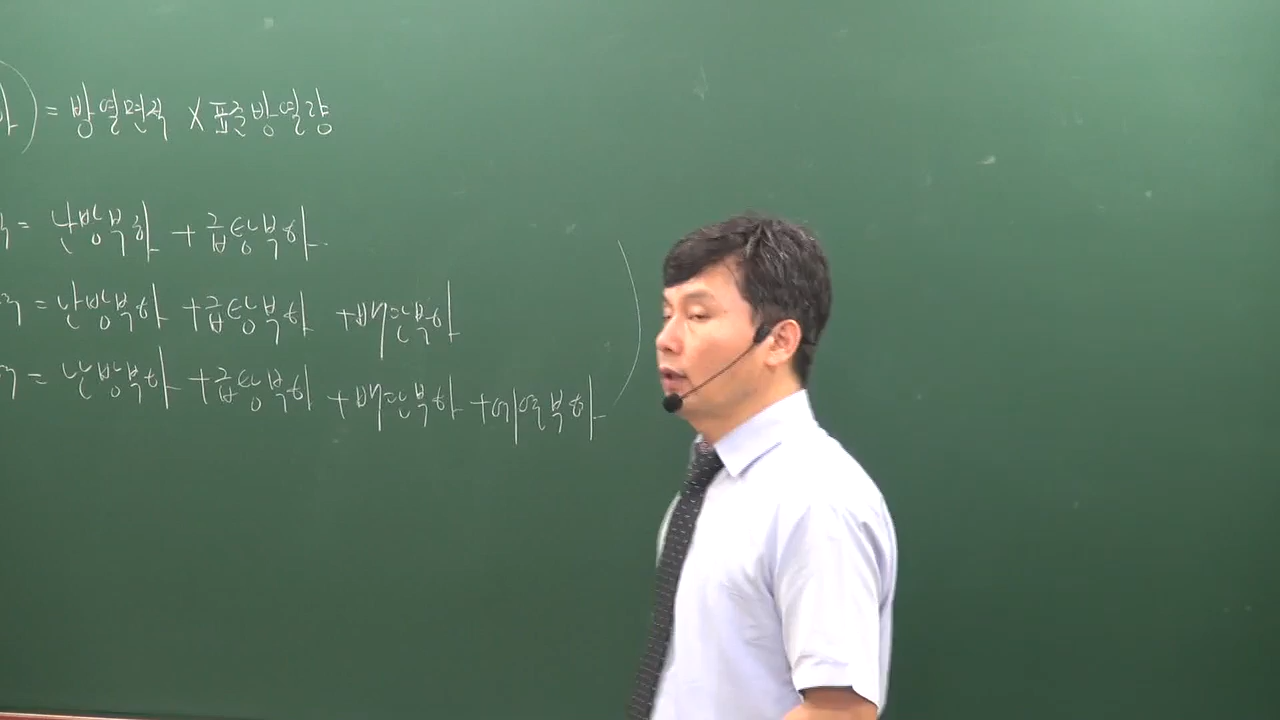 ) = 방열면적 X 표준방열량
= 난방부하 + 급탕부하
= 난방부하 + 급탕부하 + 배관부하
= 난방부하 + 급탕부하 + 배관부하 + 예열부하